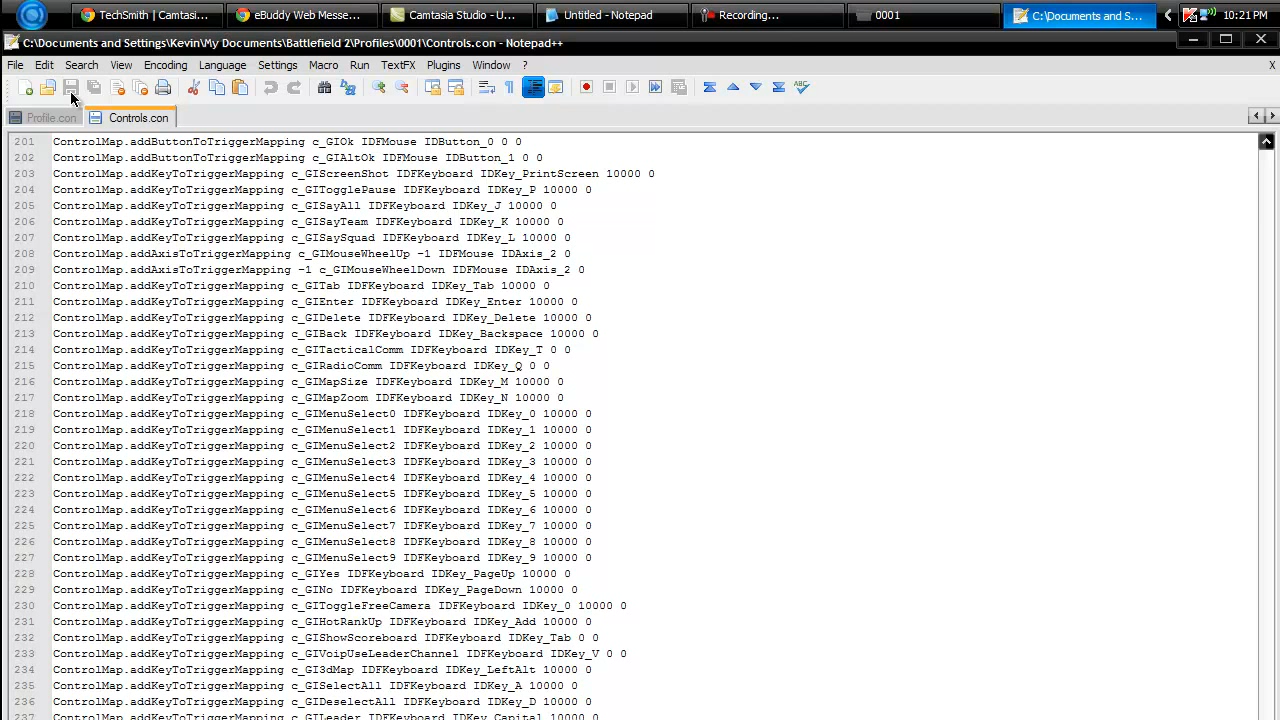 TechSmith | Camtasi...
eBuddy Web Messe...
Camtasia Studio - U...
Untitled - Notepad
Recording...
0001
C:\Documents and S...
10:21 PM
C:\Documents and Settings\Kevin\My Documents\Battlefield 2\Profiles\0001\Controls.con - Notepad++
File Edit Search View Encoding Language Settings Macro Run TextFX Plugins Window ? X
Profile.con Controls.con
201 ControlMap.addButtonToTriggerMapping c_GIOk IDFMouse IDButton_0 0 0
202 ControlMap.addButtonToTriggerMapping c_GIAltOk IDFMouse IDButton_1 0 0
203 ControlMap.addKeyToTriggerMapping c_GIScreenShot IDFKeyboard IDKey_PrintScreen 10000 0
204 ControlMap.addKeyToTriggerMapping c_GITogglePause IDFKeyboard IDKey_P 10000 0
205 ControlMap.addKeyToTriggerMapping c_GISayAll IDFKeyboard IDKey_J 10000 0
206 ControlMap.addKeyToTriggerMapping c_GISayTeam IDFKeyboard IDKey_K 10000 0
207 ControlMap.addKeyToTriggerMapping c_GISaySquad IDFKeyboard IDKey_L 10000 0
208 ControlMap.addAxisToTriggerMapping c_GIMouseWheelUp -1 IDFMouse IDAxis_2 0
209 ControlMap.addAxisToTriggerMapping -1 c_GIMouseWheelDown IDFMouse IDAxis_2 0
210 ControlMap.addKeyToTriggerMapping c_GITab IDFKeyboard IDKey_Tab 10000 0
211 ControlMap.addKeyToTriggerMapping c_GIEnter IDFKeyboard IDKey_Enter 10000 0
212 ControlMap.addKeyToTriggerMapping c_GIDelete IDFKeyboard IDKey_Delete 10000 0
213 ControlMap.addKeyToTriggerMapping c_GIBack IDFKeyboard IDKey_Backspace 10000 0
214 ControlMap.addKeyToTriggerMapping c_GITacticalComm IDFKeyboard IDKey_T 0 0
215 ControlMap.addKeyToTriggerMapping c_GIRadioComm IDFKeyboard IDKey_Q 0 0
216 ControlMap.addKeyToTriggerMapping c_GIMapSize IDFKeyboard IDKey_M 10000 0
217 ControlMap.addKeyToTriggerMapping c_GIMapZoom IDFKeyboard IDKey_N 10000 0
218 ControlMap.addKeyToTriggerMapping c_GIMenuSelect0 IDFKeyboard IDKey_0 10000 0
219 ControlMap.addKeyToTriggerMapping c_GIMenuSelect1 IDFKeyboard IDKey_1 10000 0
220 ControlMap.addKeyToTriggerMapping c_GIMenuSelect2 IDFKeyboard IDKey_2 10000 0
221 ControlMap.addKeyToTriggerMapping c_GIMenuSelect3 IDFKeyboard IDKey_3 10000 0
222 ControlMap.addKeyToTriggerMapping c_GIMenuSelect4 IDFKeyboard IDKey_4 10000 0
223 ControlMap.addKeyToTriggerMapping c_GIMenuSelect5 IDFKeyboard IDKey_5 10000 0
224 ControlMap.addKeyToTriggerMapping c_GIMenuSelect6 IDFKeyboard IDKey_6 10000 0
225 ControlMap.addKeyToTriggerMapping c_GIMenuSelect7 IDFKeyboard IDKey_7 10000 0
226 ControlMap.addKeyToTriggerMapping c_GIMenuSelect8 IDFKeyboard IDKey_8 10000 0
227 ControlMap.addKeyToTriggerMapping c_GIMenuSelect9 IDFKeyboard IDKey_9 10000 0
228 ControlMap.addKeyToTriggerMapping c_GIYes IDFKeyboard IDKey_PageUp 10000 0
229 ControlMap.addKeyToTriggerMapping c_GINo IDFKeyboard IDKey_PageDown 10000 0
230 ControlMap.addKeyToTriggerMapping c_GIToggleFreeCamera IDFKeyboard IDKey_0 10000 0
231 ControlMap.addKeyToTriggerMapping c_GIHotRankUp IDFKeyboard IDKey_Add 10000 0
232 ControlMap.addKeyToTriggerMapping c_GIShowScoreboard IDFKeyboard IDKey_Tab 0 0
233 ControlMap.addKeyToTriggerMapping c_GIVoipUseLeaderChannel IDFKeyboard IDKey_V 0 0
234 ControlMap.addKeyToTriggerMapping c_GI3dMap IDFKeyboard IDKey_LeftAlt 10000 0
235 ControlMap.addKeyToTriggerMapping c_GISelectAll IDFKeyboard IDKey_A 10000 0
236 ControlMap.addKeyToTriggerMapping c_GIDeselectAll IDFKeyboard IDKey_D 10000 0
237 ControlMap.addKeyToTriggerMapping c_GILeader IDFKeyboard IDKey_Capital 10000 0